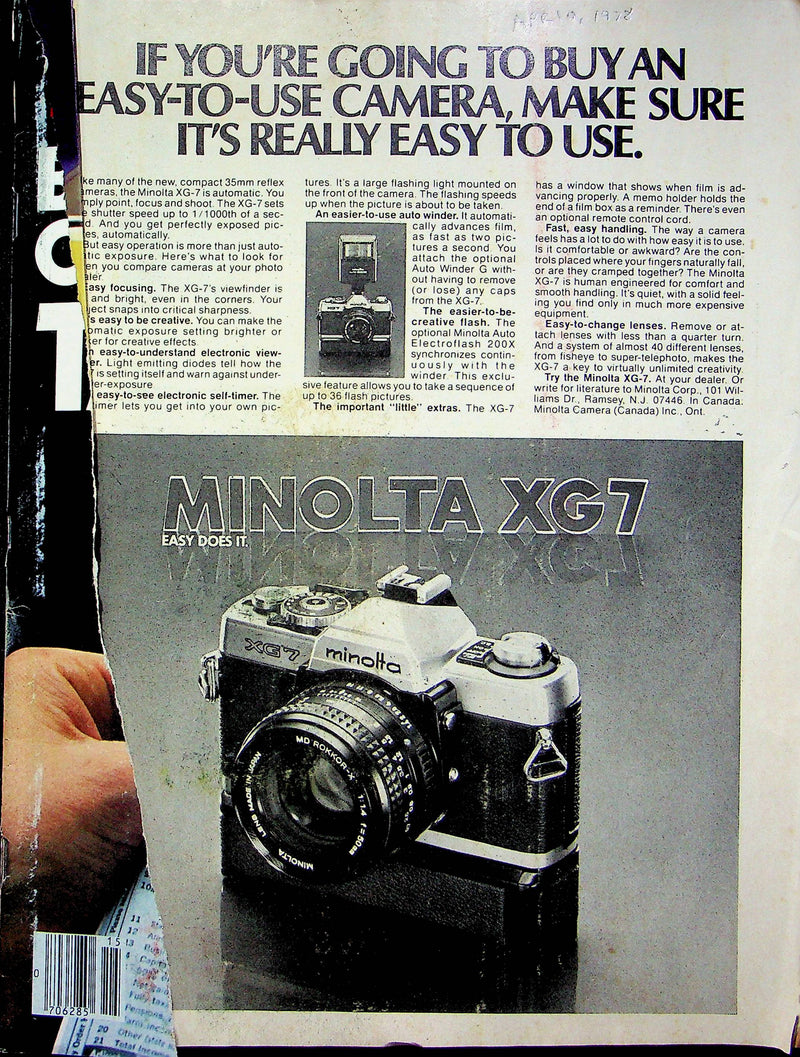 1978
IF YOU'RE GOING TO BUY AN
EASY-TO-USE CAMERA, MAKE SURE
IT'S REALLY EASY TO USE.
ke many of the new, compact 35mm reflex
meras, the Minolta XG-7 is automatic. You
mply point, focus and shoot. The XG-7 sets
e shutter speed up to 1/1000th of a sec-
d. And you get perfectly exposed pic-
es, automatically.
But easy operation is more than just auto-
tic exposure. Here's what to look for
en you compare cameras at your photo
aler.
asy focusing. The XG-7's viewfinder is
and bright, even in the corners. Your
ject snaps into critical sharpness.
's easy to be creative. You can make the
omatic exposure setting brighter or
ker for creative effects.
n easy-to-understand electronic view-
er. Light emitting diodes tell how the
7 is setting itself and warn against under-
er-exposure
easy-to-see electronic self-timer. The
timer lets you get into your own pic-
tures. It's a large flashing light mounted on
the front of the camera. The flashing speeds
up when the picture is about to be taken.
An easier-to-use auto winder. It automati-
cally advances film,
as fast as two pic-
tures a second. You
attach the optional
Auto Winder G with-
out having to remove
(or lose) any caps
from the XG-7.
The easier-to-be-
creative flash. The
optional Minolta Auto
Electroflash 200X
synchronizes contin-
uously with the
winder. This exclu-
sive feature allows you to take a sequence of
up to 36 flash pictures.
The important "little" extras. The XG-7
has a window that shows when film is ad-
vancing properly. A memo holder holds the
end of a film box as a reminder. There's even
an optional remote control cord.
Fast, easy handling. The way a camera
feels has a lot to do with how easy it is to use.
Is it comfortable or awkward? Are the con-
trols placed where your fingers naturally fall,
or are they cramped together? The Minolta
XG-7 is human engineered for comfort and
smooth handling. It's quiet, with a solid feel-
ing you find only in much more expensive
equipment.
Easy-to-change lenses. Remove or at-
tach lenses with less than a quarter turn.
And a system of almost 40 different lenses,
from fisheye to super-telephoto, makes the
XG-7 a key to virtually unlimited creativity.
Try the Minolta XG-7. At your dealer. Or
write for literature to Minolta Corp., 101 Wil-
liams Dr., Ramsey, N.J. 07446. In Canada:
Minolta Camera (Canada) Inc., Ont.
MINOLTA XG7
EASY DOES IT.
XG7
minolta
MD ROKKOR-X 1:1.4 f=50mm
MINOLTA
LENS MADE IN JAPAN
15
0
706285
11
12
13
20 Other
21 Total Income